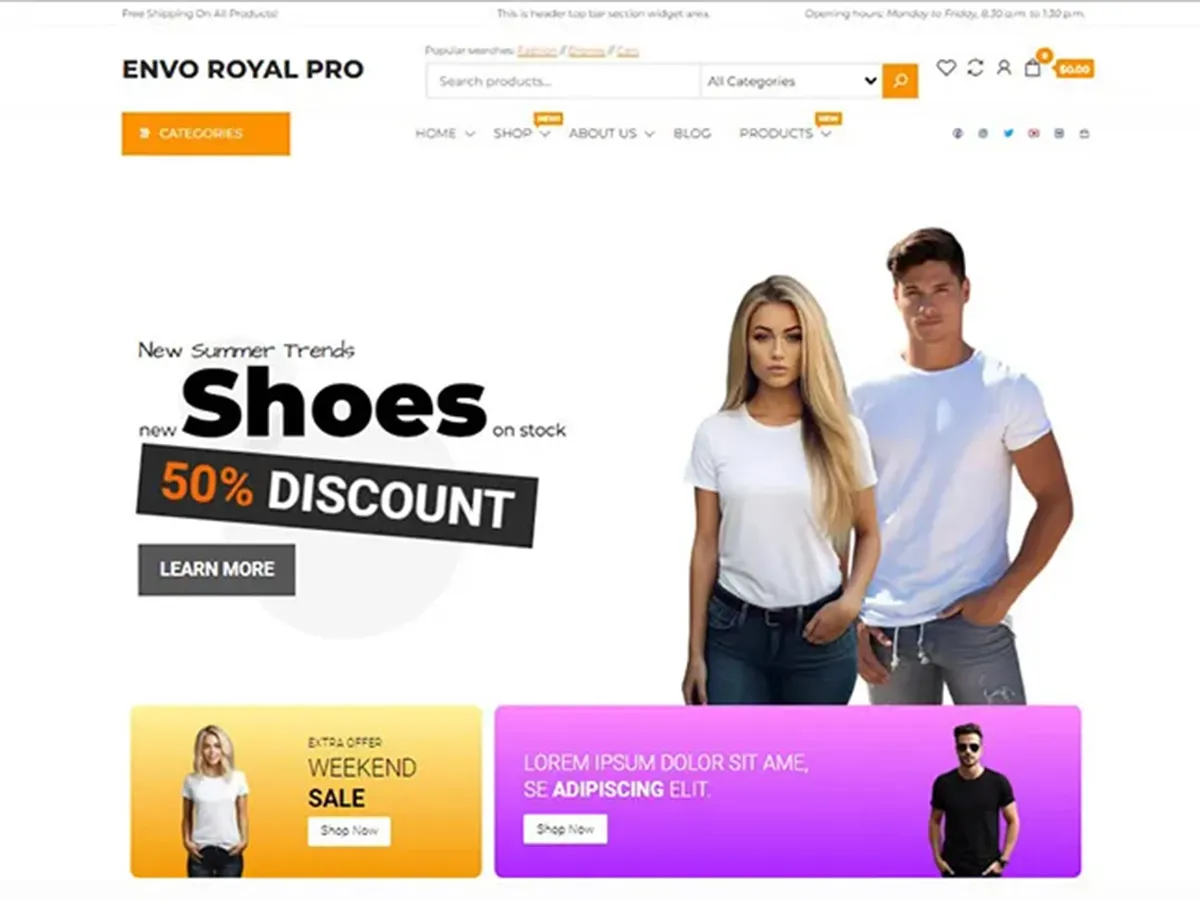 Free Shipping On All Products!
This is header top bar section widget area.
Opening hours: Monday to Friday, 8.30 a.m. to 1.30 p.m.
Popular searches: Fashion // Dresses // Cars
ENVO ROYAL PRO
Search products...
All Categories
0
$0.00
CATEGORIES
HOME
SHOP
NEW!
ABOUT US
BLOG
PRODUCTS
NEW
New Summer Trends
new Shoes on stock
50% DISCOUNT
LEARN MORE
EXTRA OFFER
WEEKEND
SALE
Shop Now
LOREM IPSUM DOLOR SIT AME,
SE ADIPISCING ELIT.
Shop Now